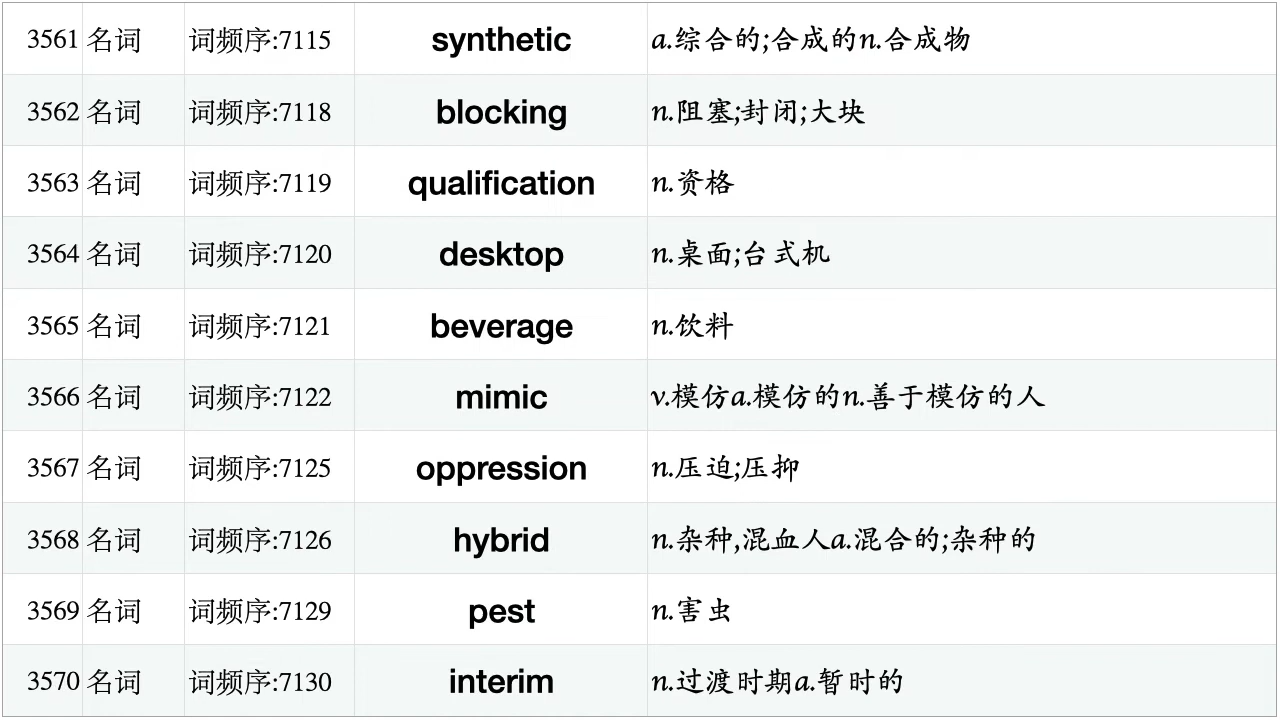 3561 名词 词频序:7115 synthetic a.综合的;合成的n.合成物
3562 名词 词频序:7118 blocking n.阻塞;封闭;大块
3563 名词 词频序:7119 qualification n.资格
3564 名词 词频序:7120 desktop n.桌面;台式机
3565 名词 词频序:7121 beverage n.饮料
3566 名词 词频序:7122 mimic v.模仿a.模仿的n.善于模仿的人
3567 名词 词频序:7125 oppression n.压迫;压抑
3568 名词 词频序:7126 hybrid n.杂种,混血人a.混合的;杂种的
3569 名词 词频序:7129 pest n.害虫
3570 名词 词频序:7130 interim n.过渡时期a.暂时的